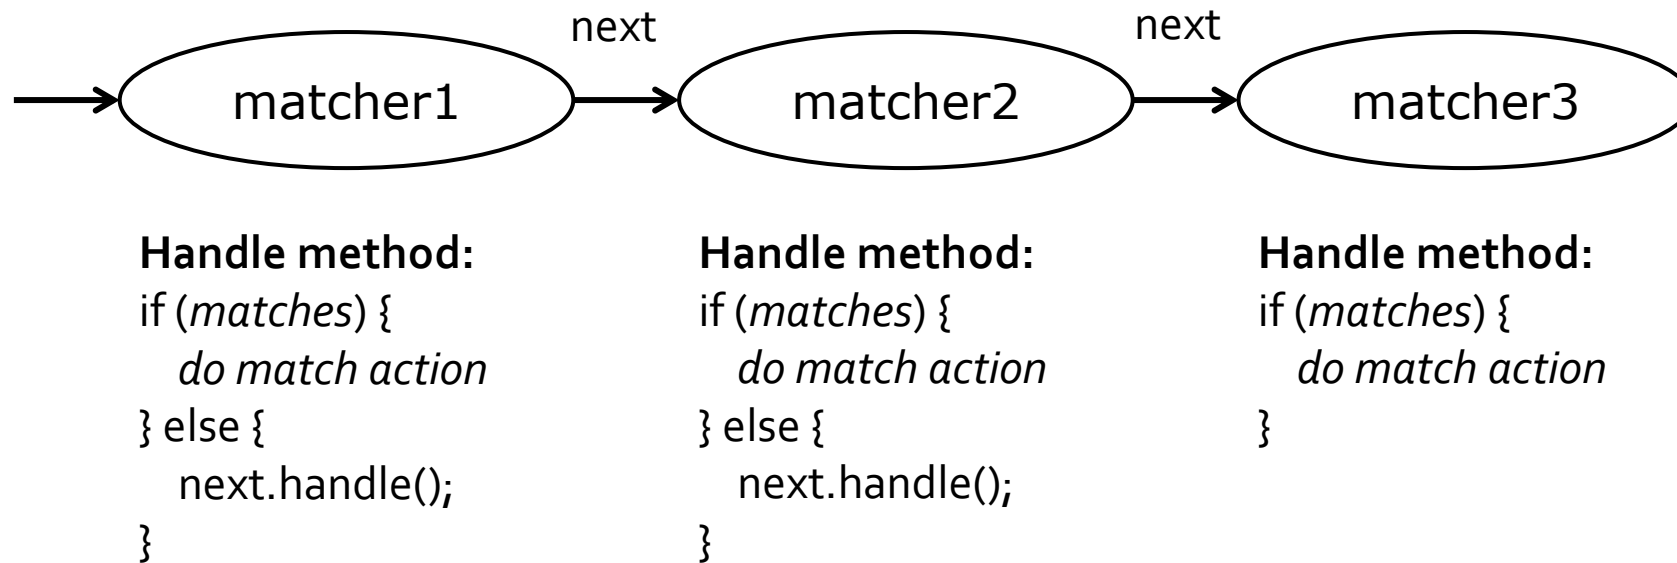 next
next
matcher1
matcher2
matcher3
Handle method:
if (matches) {
do match action
} else {
next.handle();
}
Handle method:
if (matches) {
do match action
} else {
next.handle();
}
Handle method:
if (matches) {
do match action
}